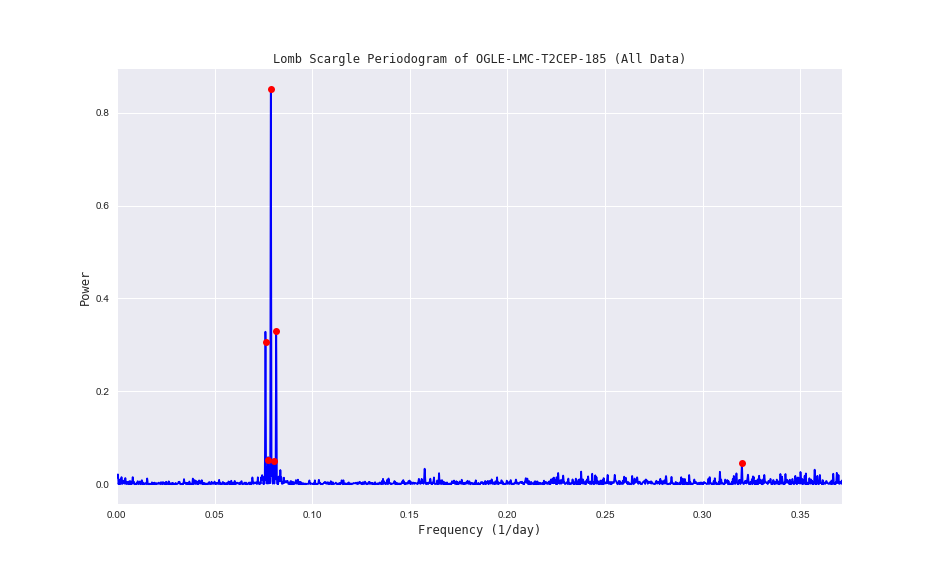 Lomb Scargle Periodogram of OGLE-LMC-T2CEP-185 (All Data)
0.8
0.6
0.4
0.2
0.0
Power
0.00 0.05 0.10 0.15 0.20 0.25 0.30 0.35
Frequency (1/day)